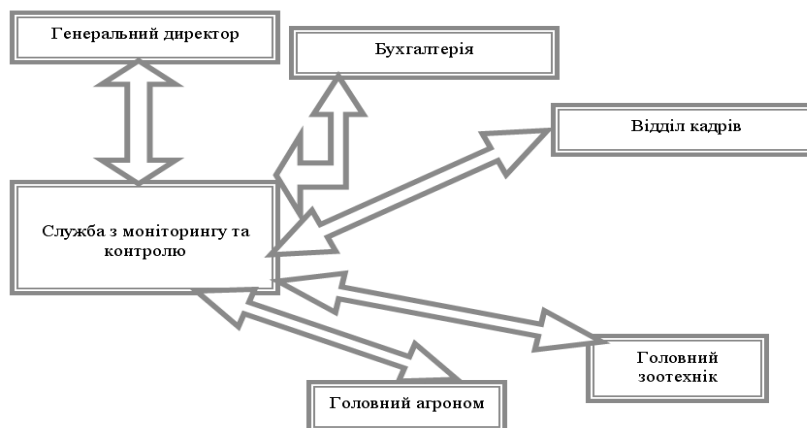 Генеральний директор
Бухгалтерія
Відділ кадрів
Служба з моніторингу та
контролю
Головний
зоотехнік
Головний агроном